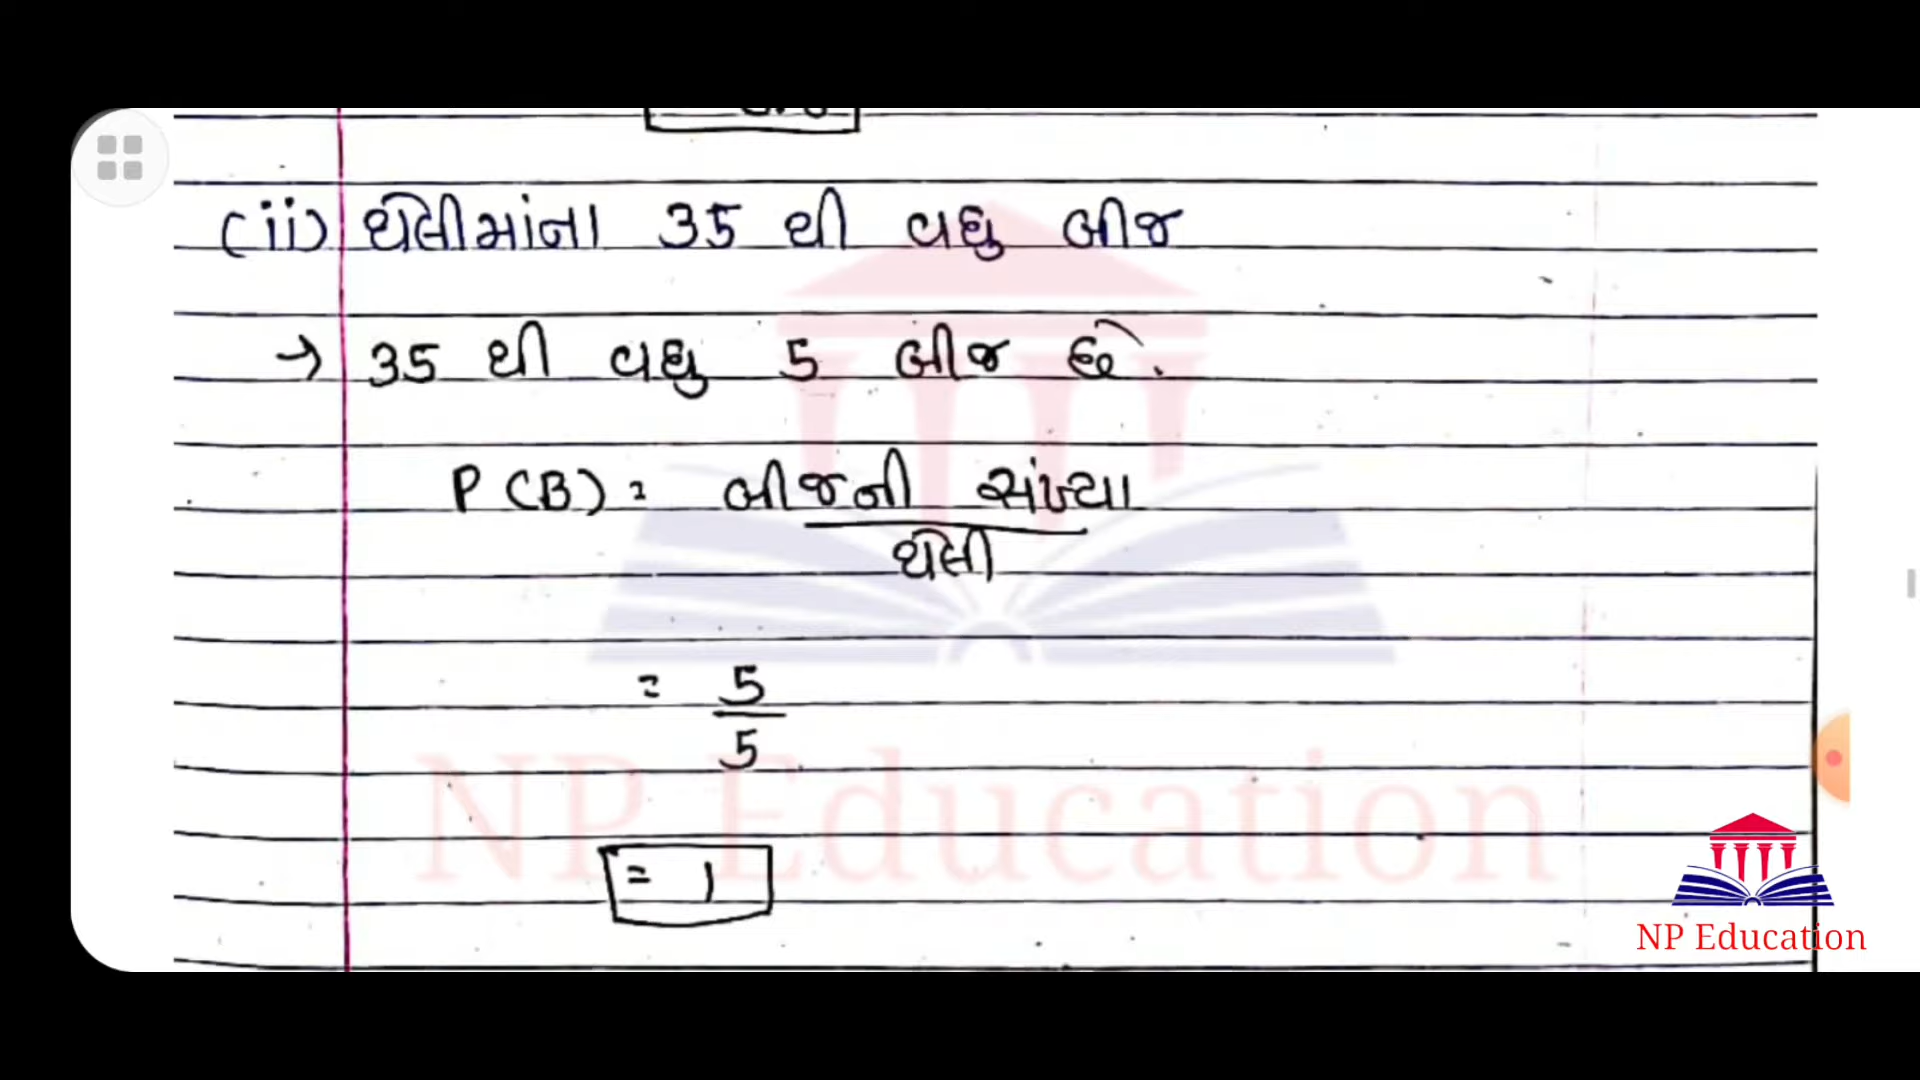 (ii) થેલીમાંના 35 થી વધુ બીજ
→ 35 થી વધુ 5 બીજ છે.
P(B) = બીજની સંખ્યા
થેલી
= 5
5
= 1
NP Education
NP Education